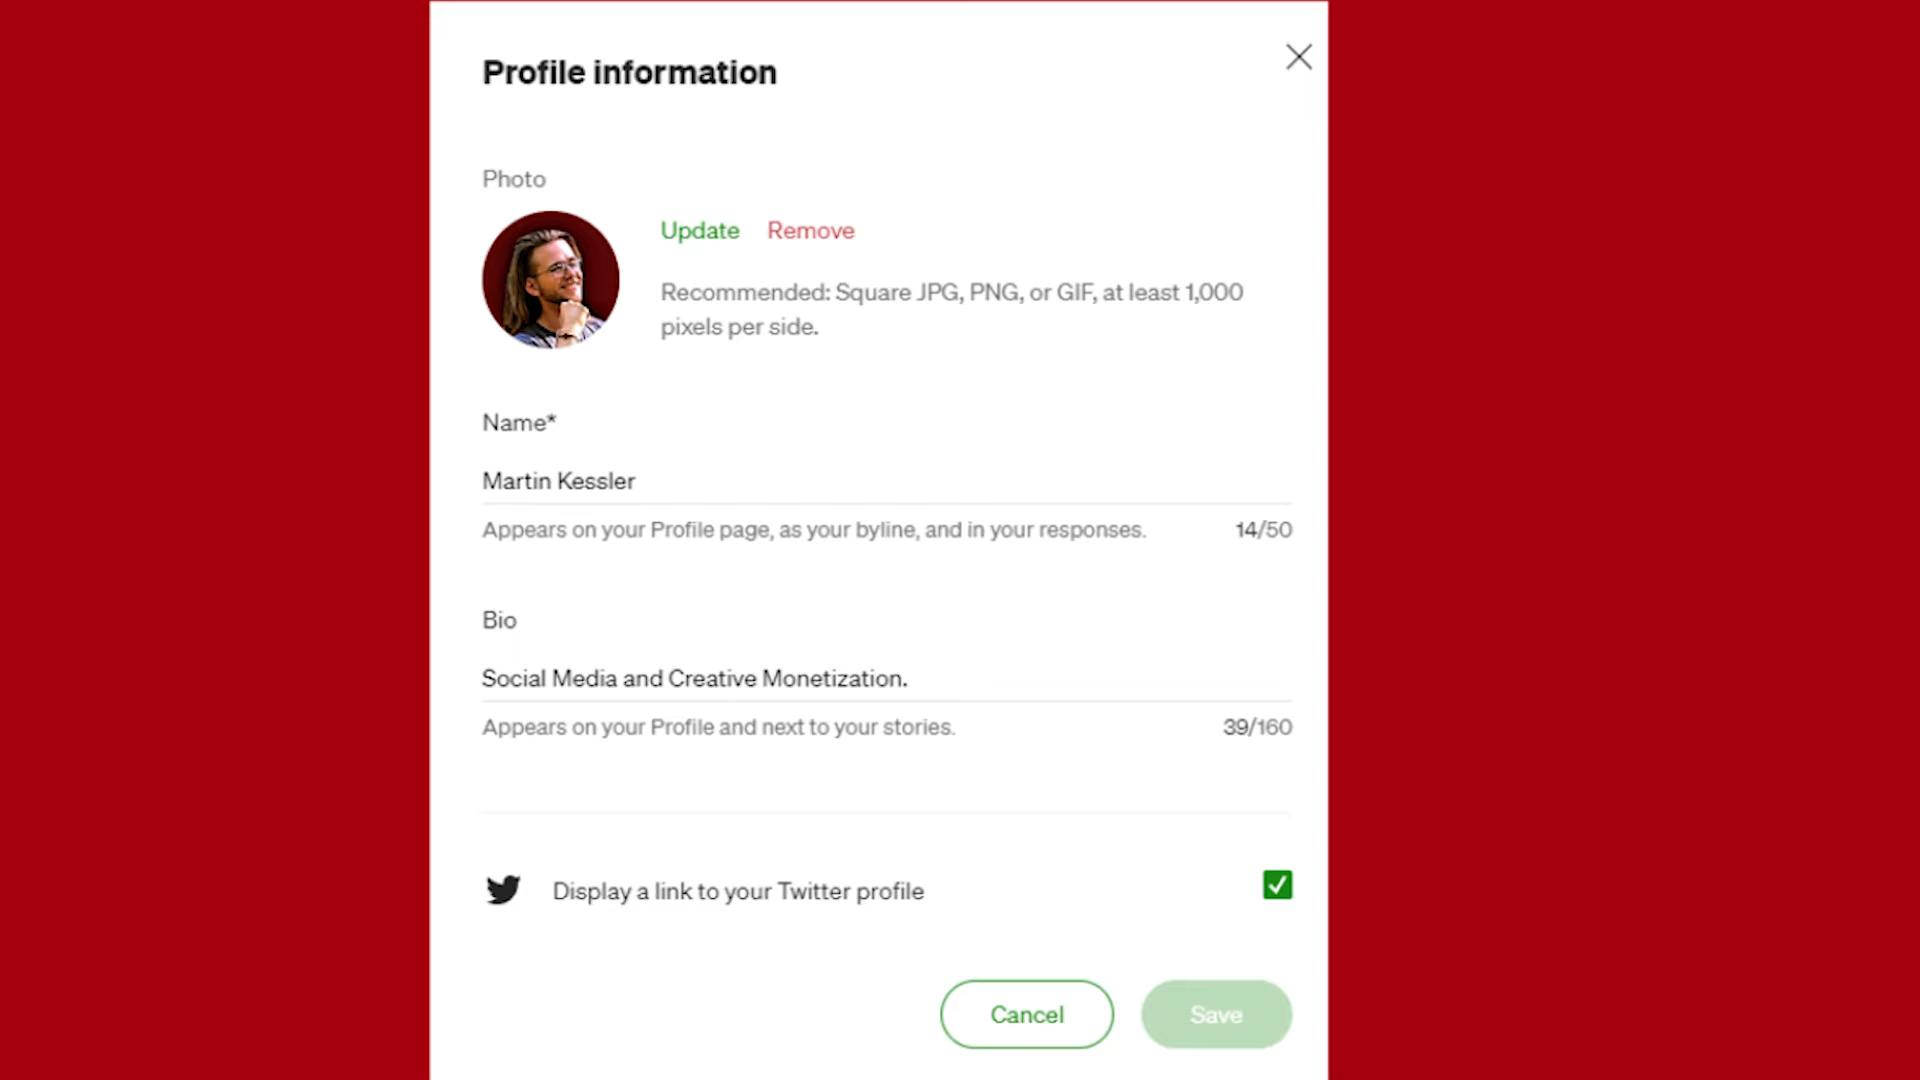 Profile information
Photo
Update Remove
Recommended: Square JPG, PNG, or GIF, at least 1,000
pixels per side.
Name*
Martin Kessler
Appears on your Profile page, as your byline, and in your responses. 14/50
Bio
Social Media and Creative Monetization.
Appears on your Profile and next to your stories. 39/160
Display a link to your Twitter profile
Cancel Save